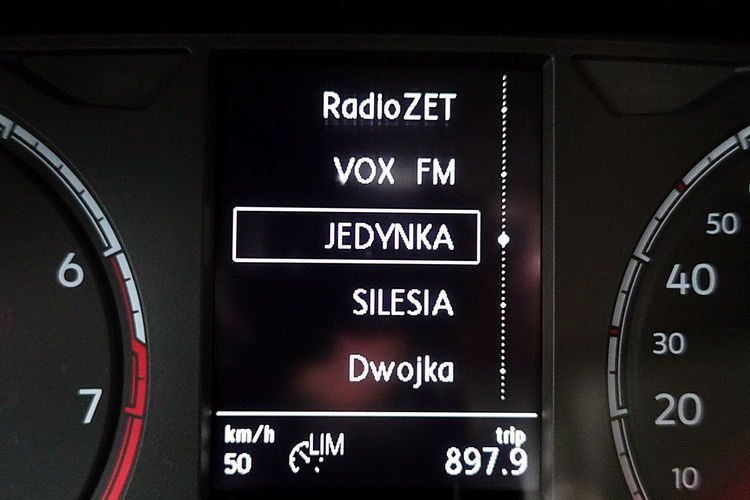 RadioZET
VOX FM
JEDYNKA
SILESIA
Dwojka
km/h
50
LIM
trip
897.9
6
7
50
40
30
20
10